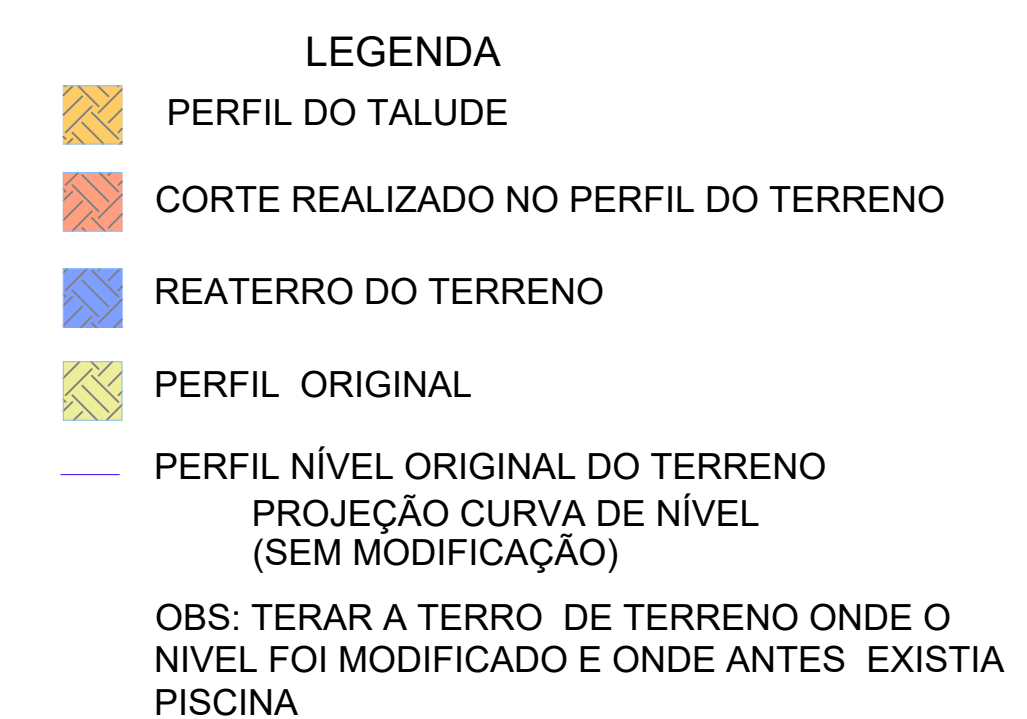 LEGENDA
PERFIL DO TALUDE
CORTE REALIZADO NO PERFIL DO TERRENO
REATERRO DO TERRENO
PERFIL ORIGINAL
PERFIL NÍVEL ORIGINAL DO TERRENO
PROJEÇÃO CURVA DE NÍVEL
(SEM MODIFICAÇÃO)
OBS: TERAR A TERRO DE TERRENO ONDE O
NIVEL FOI MODIFICADO E ONDE ANTES EXISTIA
PISCINA